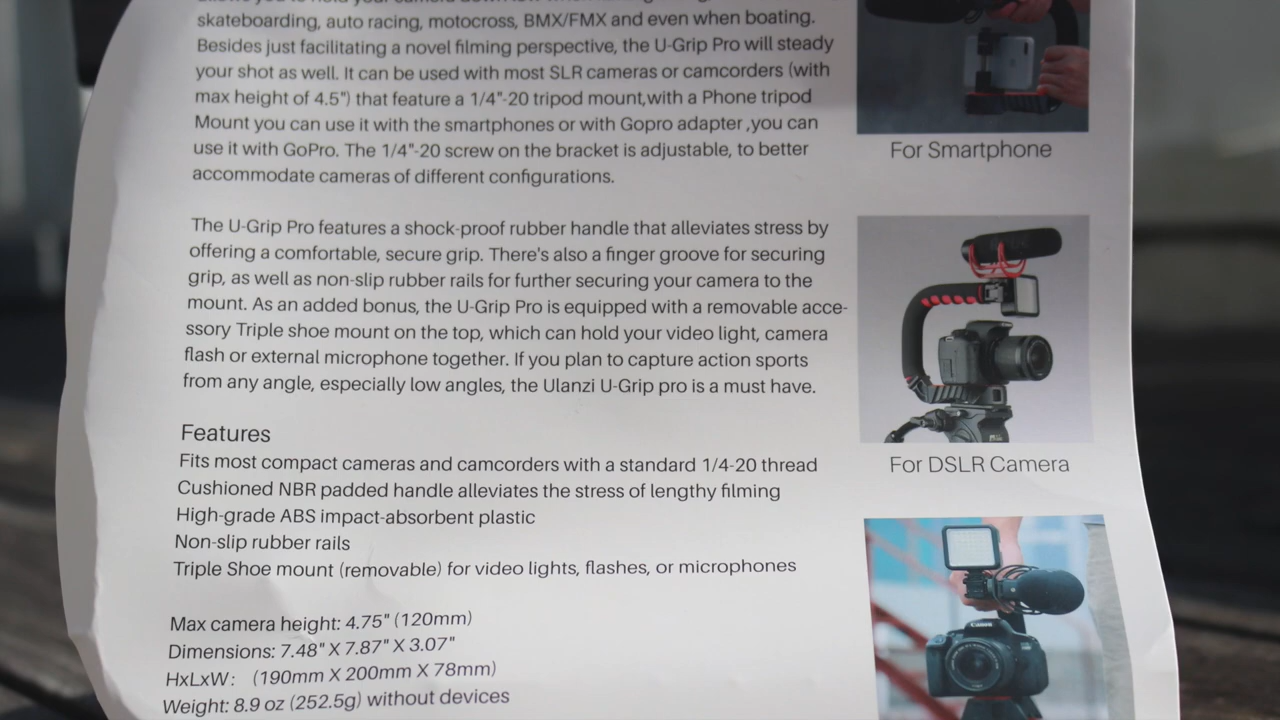 skateboarding, auto racing, motocross, BMX/FMX and even when boating.
Besides just facilitating a novel filming perspective, the U-Grip Pro will steady
your shot as well. It can be used with most SLR cameras or camcorders (with
max height of 4.5") that feature a 1/4"-20 tripod mount,with a Phone tripod
Mount you can use it with the smartphones or with Gopro adapter ,you can
use it with GoPro. The 1/4"-20 screw on the bracket is adjustable, to better
accommodate cameras of different configurations.
For Smartphone
The U-Grip Pro features a shock-proof rubber handle that alleviates stress by
offering a comfortable, secure grip. There's also a finger groove for securing
grip, as well as non-slip rubber rails for further securing your camera to the
mount. As an added bonus, the U-Grip Pro is equipped with a removable acce-
ssory Triple shoe mount on the top, which can hold your video light, camera
flash or external microphone together. If you plan to capture action sports
from any angle, especially low angles, the Ulanzi U-Grip pro is a must have.
For DSLR Camera
Features
Fits most compact cameras and camcorders with a standard 1/4-20 thread
Cushioned NBR padded handle alleviates the stress of lengthy filming
High-grade ABS impact-absorbent plastic
Non-slip rubber rails
Triple Shoe mount (removable) for video lights, flashes, or microphones
Max camera height: 4.75" (120mm)
Dimensions: 7.48" X 7.87" X 3.07"
HxLxW: (190mm X 200mm X 78mm)
Weight: 8.9 oz (252.5g) without devices
Canon